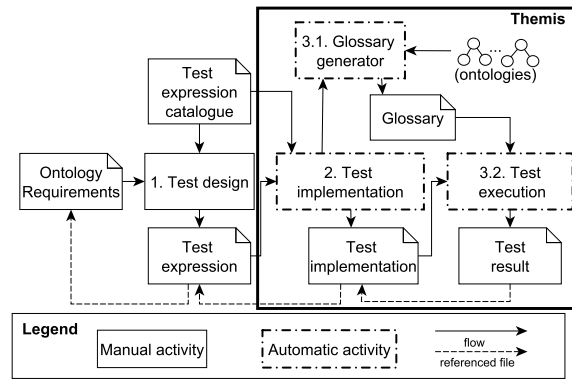 Themis
3.1. Glossary
generator
...
(ontologies)
Test
expression
catalogue
Glossary
Ontology
Requirements
1. Test design
2. Test
implementation
3.2. Test
execution
Test
expression
Test
implementation
Test
result
Legend
Manual activity
Automatic activity
flow
referenced file